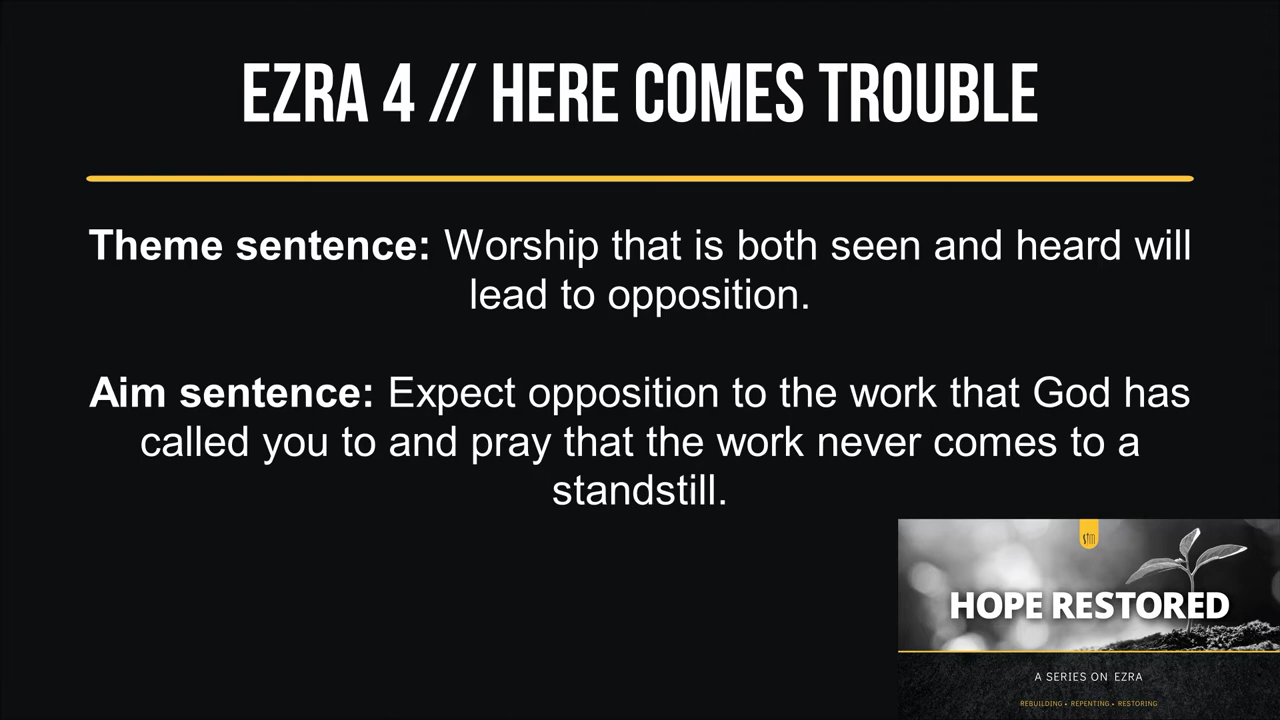 EZRA 4 // HERE COMES TROUBLE
Theme sentence: Worship that is both seen and heard will
lead to opposition.
Aim sentence: Expect opposition to the work that God has
called you to and pray that the work never comes to a
standstill.
HOPE RESTORED
A SERIES ON EZRA
REBUILDING • REPENTING • RESTORING